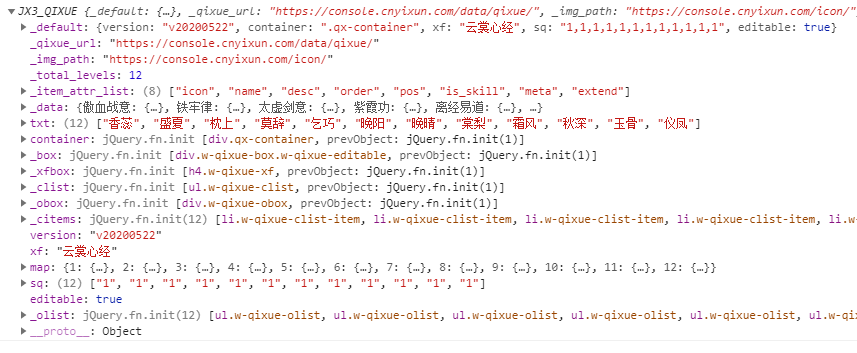 JX3_QIXUE {_default: {…}, _qixue_url: "https://console.cnyixun.com/data/qixue/", _img_path: "https://console.cnyixun.com/icon/",
_default: {version: "v20200522", container: ".qx-container", xf: "云裳心经", sq: "1,1,1,1,1,1,1,1,1,1,1,1", editable: true}
_qixue_url: "https://console.cnyixun.com/data/qixue/"
_img_path: "https://console.cnyixun.com/icon/"
_total_levels: 12
_item_attr_list: (8) ["icon", "name", "desc", "order", "pos", "is_skill", "meta", "extend"]
_data: {傲血战意: {…}, 铁牢律: {…}, 太虚剑意: {…}, 紫霞功: {…}, 离经易道: {…}, …}
txt: (12) ["香蕊", "盛夏", "枕上", "莫辞", "乞巧", "晚阳", "晚晴", "棠梨", "霜风", "秋深", "玉骨", "仪凤"]
container: jQuery.fn.init [div.qx-container, prevObject: jQuery.fn.init(1)]
_box: jQuery.fn.init [div.w-qixue-box.w-qixue-editable, prevObject: jQuery.fn.init(1)]
_xfbox: jQuery.fn.init [h4.w-qixue-xf, prevObject: jQuery.fn.init(1)]
_clist: jQuery.fn.init [ul.w-qixue-clist, prevObject: jQuery.fn.init(1)]
_obox: jQuery.fn.init [div.w-qixue-obox, prevObject: jQuery.fn.init(1)]
_citems: jQuery.fn.init(12) [li.w-qixue-clist-item, li.w-qixue-clist-item, li.w-qixue-clist-item, li.w-
version: "v20200522"
xf: "云裳心经"
map: {1: {…}, 2: {…}, 3: {…}, 4: {…}, 5: {…}, 6: {…}, 7: {…}, 8: {…}, 9: {…}, 10: {…}, 11: {…}, 12: {…}}
sq: (12) ["1", "1", "1", "1", "1", "1", "1", "1", "1", "1", "1", "1"]
editable: true
_olist: jQuery.fn.init(12) [ul.w-qixue-olist, ul.w-qixue-olist, ul.w-qixue-olist, ul.w-qixue-olist, ul.w-qixue-
__proto__: Object